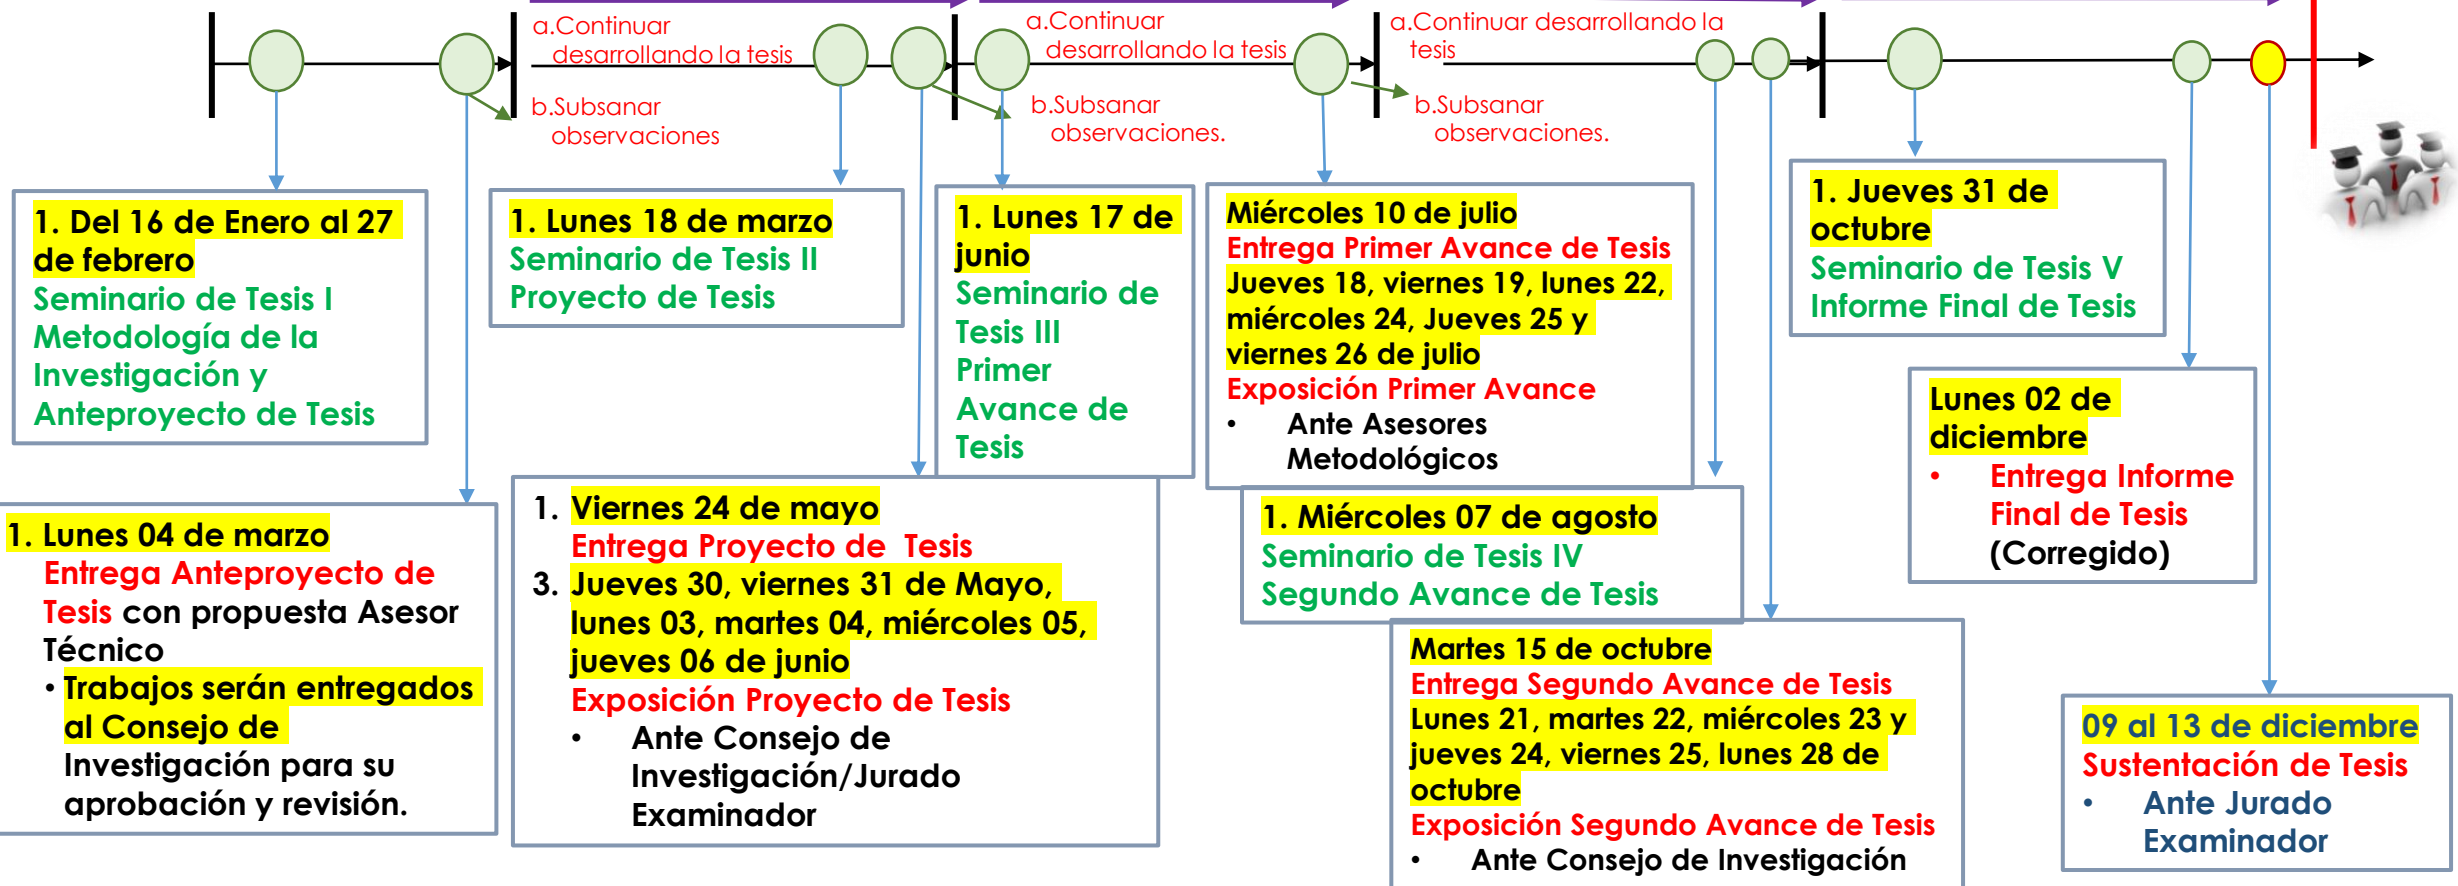 a.Continuar
desarrollando la tesis
b.Subsanar
observaciones
a.Continuar
desarrollando la tesis
b.Subsanar
observaciones.
a.Continuar desarrollando la
tesis
b.Subsanar
observaciones.
1. Del 16 de Enero al 27
de febrero
Seminario de Tesis I
Metodología de la
Investigación y
Anteproyecto de Tesis
1. Lunes 04 de marzo
Entrega Anteproyecto de
Tesis con propuesta Asesor
Técnico
• Trabajos serán entregados
al Consejo de
Investigación para su
aprobación y revisión.
1. Lunes 18 de marzo
Seminario de Tesis II
Proyecto de Tesis
1. Viernes 24 de mayo
Entrega Proyecto de Tesis
3. Jueves 30, viernes 31 de Mayo,
lunes 03, martes 04, miércoles 05,
jueves 06 de junio
Exposición Proyecto de Tesis
• Ante Consejo de
Investigación/Jurado
Examinador
1. Lunes 17 de
junio
Seminario de
Tesis III
Primer
Avance de
Tesis
Miércoles 10 de julio
Entrega Primer Avance de Tesis
Jueves 18, viernes 19, lunes 22,
miércoles 24, Jueves 25 y
viernes 26 de julio
Exposición Primer Avance
• Ante Asesores
Metodológicos
1. Miércoles 07 de agosto
Seminario de Tesis IV
Segundo Avance de Tesis
Martes 15 de octubre
Entrega Segundo Avance de Tesis
Lunes 21, martes 22, miércoles 23 y
jueves 24, viernes 25, lunes 28 de
octubre
Exposición Segundo Avance de Tesis
• Ante Consejo de Investigación
1. Jueves 31 de
octubre
Seminario de Tesis V
Informe Final de Tesis
Lunes 02 de
diciembre
• Entrega Informe
Final de Tesis
(Corregido)
09 al 13 de diciembre
Sustentación de Tesis
• Ante Jurado
Examinador